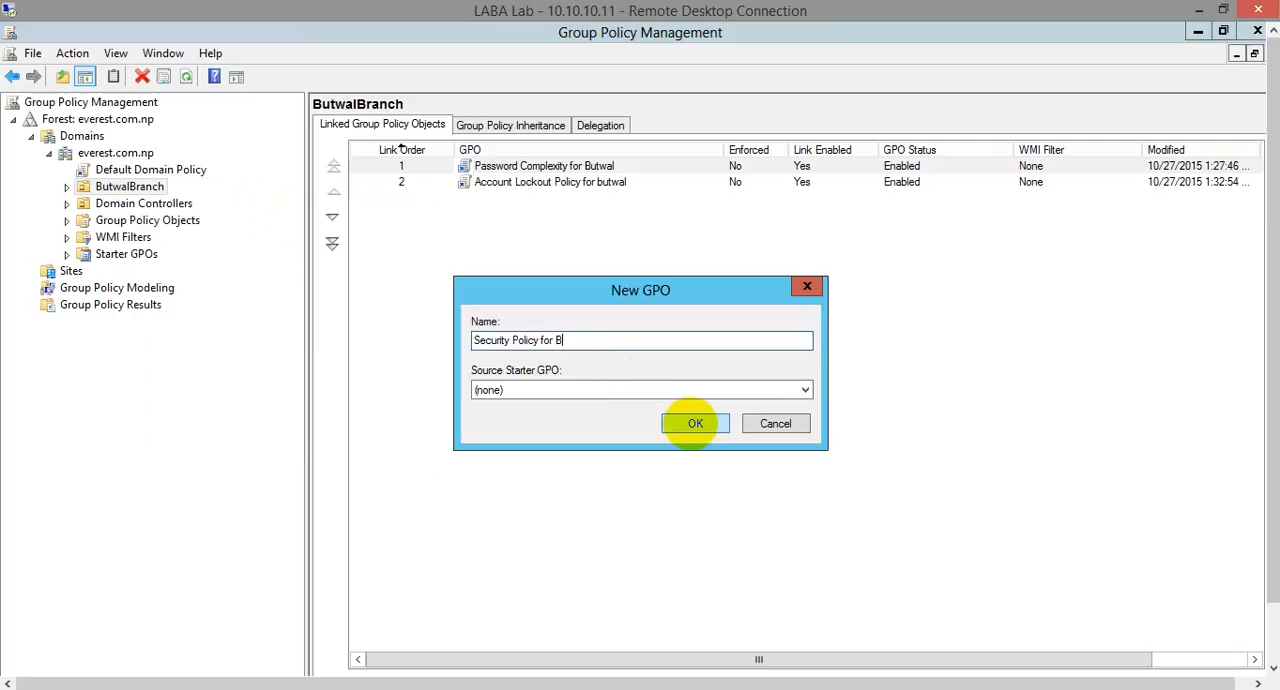 LABA Lab - 10.10.10.11 - Remote Desktop Connection
Group Policy Management
File Action View Window Help
Group Policy Management
Forest: everest.com.np
Domains
everest.com.np
Default Domain Policy
ButwalBranch
Domain Controllers
Group Policy Objects
WMI Filters
Starter GPOs
Sites
Group Policy Modeling
Group Policy Results
ButwalBranch
Linked Group Policy Objects Group Policy Inheritance Delegation
Link Order GPO Enforced Link Enabled GPO Status WMI Filter Modified
1 Password Complexity for Butwal No Yes Enabled None 10/27/2015 1:27:46 ...
2 Account Lockout Policy for butwal No Yes Enabled None 10/27/2015 1:32:54 ...
New GPO
Name:
Security Policy for B
Source Starter GPO:
(none)
OK Cancel